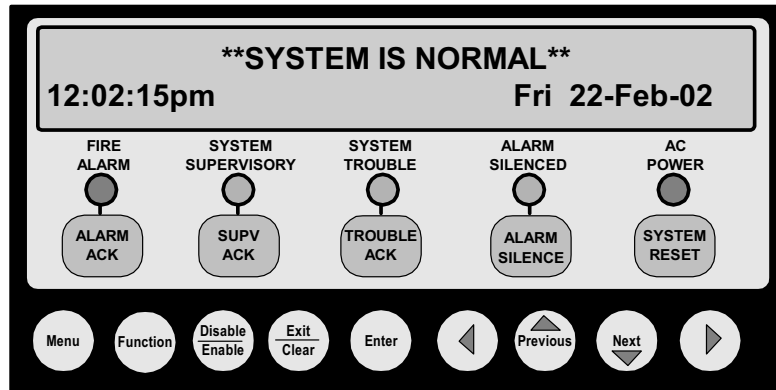 **SYSTEM IS NORMAL**
12:02:15pm Fri 22-Feb-02
FIRE ALARM
SYSTEM SUPERVISORY
SYSTEM TROUBLE
ALARM SILENCED
AC POWER
ALARM ACK
SUPV ACK
TROUBLE ACK
ALARM SILENCE
SYSTEM RESET
Menu
Function
Disable
Enable
Exit
Clear
Enter
Previous
Next